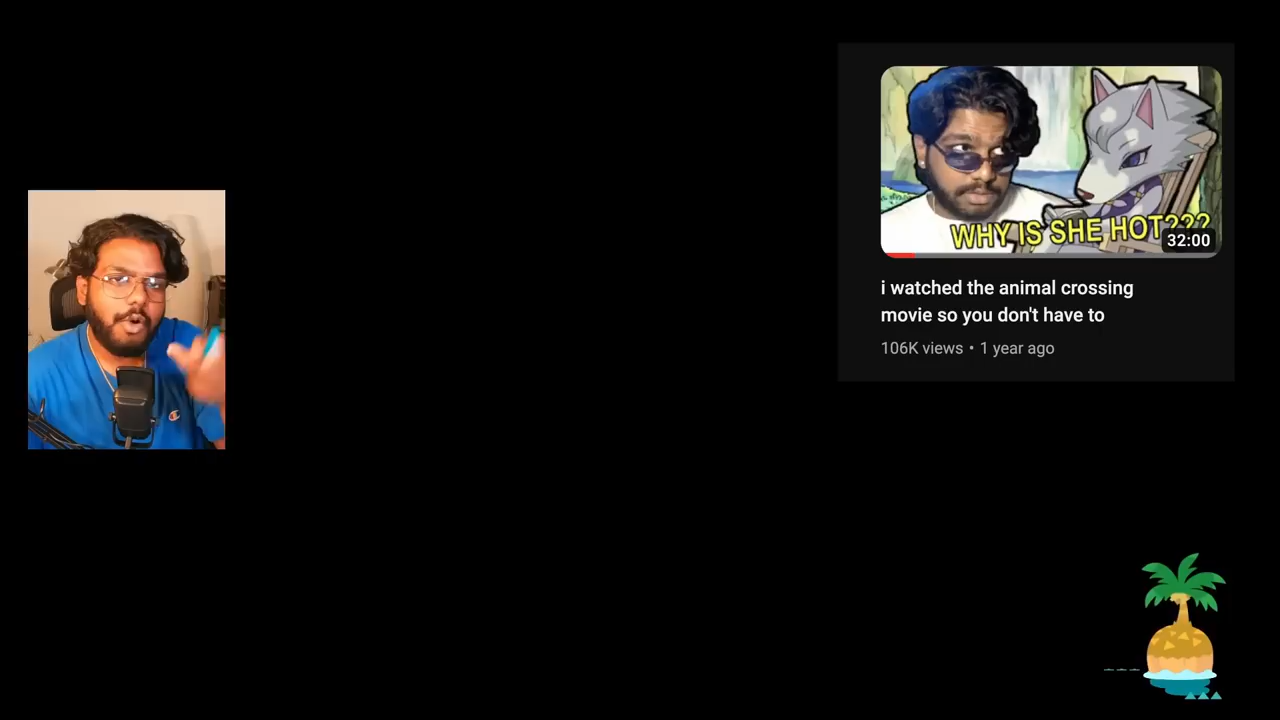 WHY IS SHE HOT???
32:00
i watched the animal crossing
movie so you don't have to
106K views • 1 year ago